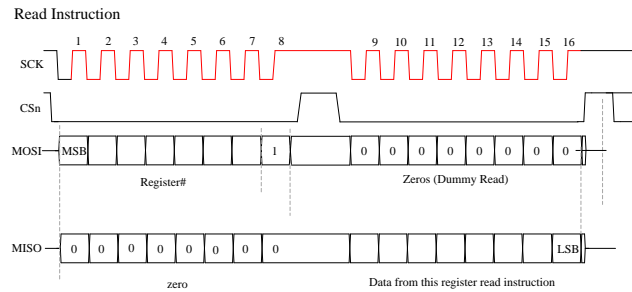 Read Instruction
1 2 3 4 5 6 7 8 9 10 11 12 13 14 15 16
SCK
CSn
MOSI MSB 1 0 0 0 0 0 0 0 0
Register# Zeros (Dummy Read)
MISO 0 0 0 0 0 0 0 0 LSB
zero Data from this register read instruction